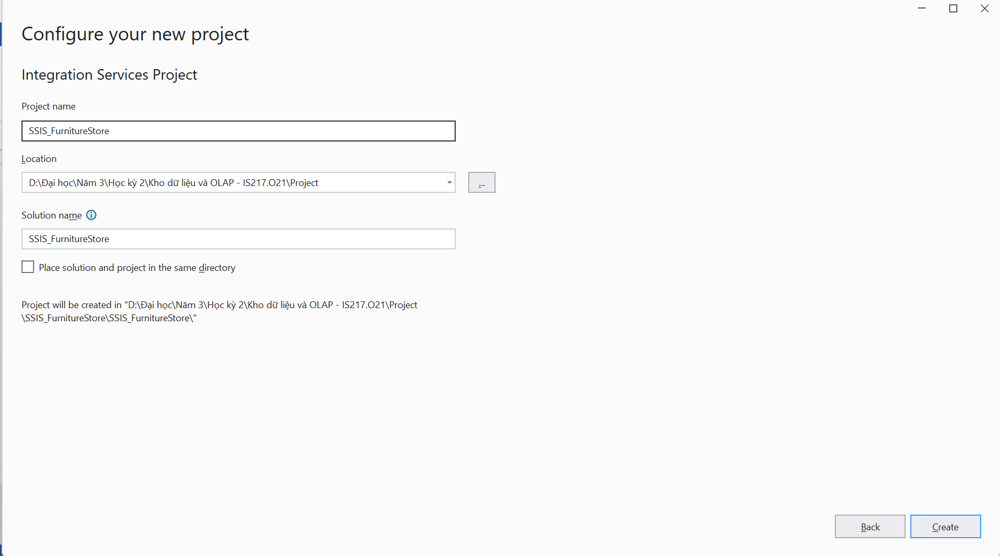 Configure your new project
Integration Services Project
Project name
SSIS_FurnitureStore
Location
D:\Đại học\Năm 3\Học kỳ 2\Kho dữ liệu và OLAP - IS217.O21\Project
...
Solution name
SSIS_FurnitureStore
Place solution and project in the same directory
Project will be created in "D:\Đại học\Năm 3\Học kỳ 2\Kho dữ liệu và OLAP - IS217.O21\Project
\SSIS_FurnitureStore\SSIS_FurnitureStore\"
Back
Create